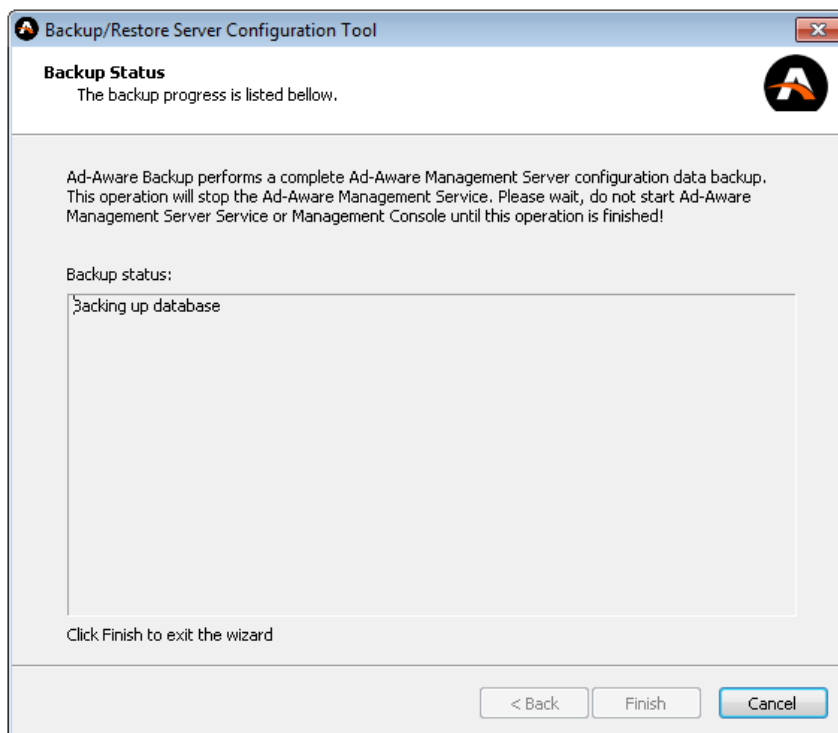 Backup/Restore Server Configuration Tool
Backup Status
The backup progress is listed bellow.
Ad-Aware Backup performs a complete Ad-Aware Management Server configuration data backup.
This operation will stop the Ad-Aware Management Service. Please wait, do not start Ad-Aware
Management Server Service or Management Console until this operation is finished!
Backup status:
Backing up database
Click Finish to exit the wizard
< Back
Finish
Cancel